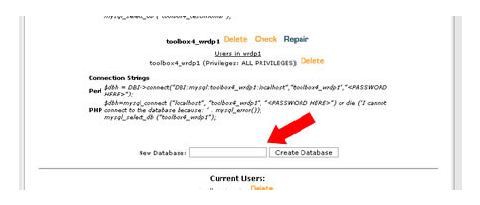 mysql_select_db ("toolbox4_testimonial");
toolbox4_wrdp1 Delete Check Repair
Users in wrdp1
toolbox4_wrdp1 (Privileges: ALL PRIVILEGES) Delete
Connection Strings
Perl $dbh = DBI->connect("DBI:mysql:toolbox4_wrdp1:localhost","toolbox4_wrdp1","<PASSWORD HERE>");
PHP $dbh=mysql_connect ("localhost", "toolbox4_wrdp1", "<PASSWORD HERE>") or die ('I cannot connect to the database because: ' . mysql_error());
mysql_select_db ("toolbox4_wrdp1");
New Database: Create Database
Current Users:
Delete